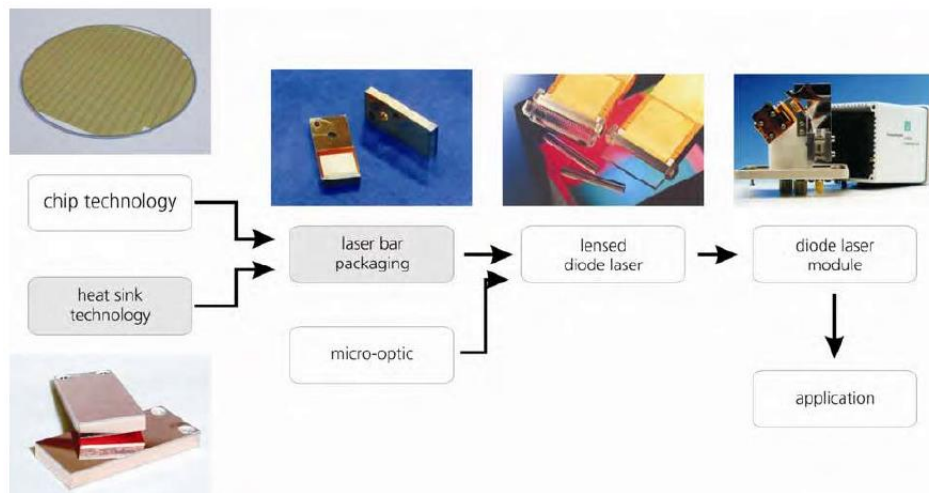 chip technology
heat sink
technology
laser bar
packaging
micro-optic
lensed
diode laser
diode laser
module
application